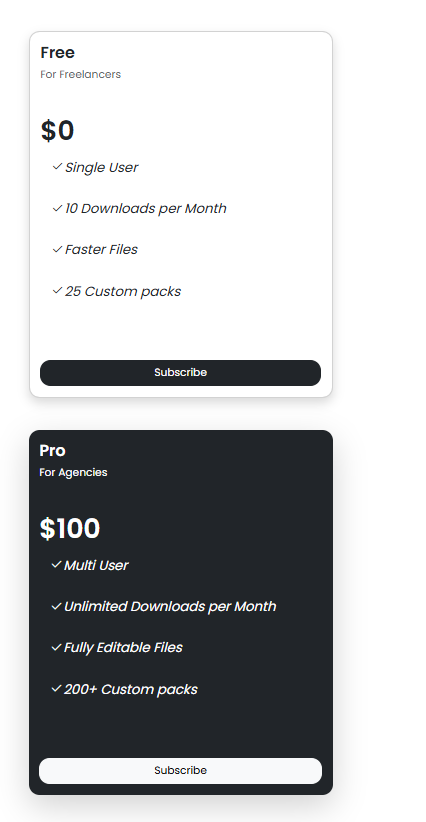 Free
For Freelancers
$0
Single User
10 Downloads per Month
Faster Files
25 Custom packs
Subscribe
Pro
For Agencies
$100
Multi User
Unlimited Downloads per Month
Fully Editable Files
200+ Custom packs
Subscribe